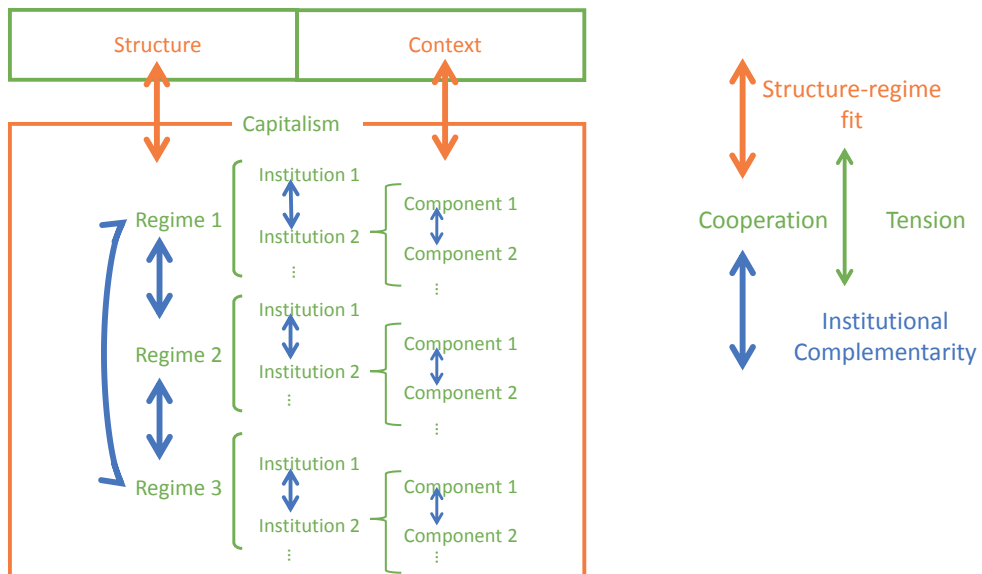 Structure
Context
Capitalism
Regime 1
Institution 1
Institution 2
...
Component 1
Component 2
...
Regime 2
Institution 1
Institution 2
...
Component 1
Component 2
...
Regime 3
Institution 1
Institution 2
...
Component 1
Component 2
...
Structure-regime
fit
Cooperation
Tension
Institutional
Complementarity